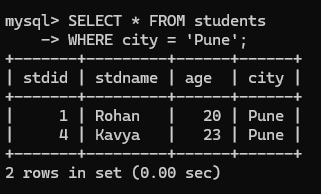 mysql> SELECT * FROM students
    -> WHERE city = 'Pune';
+-------+---------+------+------+
| stdid | stdname | age  | city |
+-------+---------+------+------+
|     1 | Rohan   |   20 | Pune |
|     4 | Kavya   |   23 | Pune |
+-------+---------+------+------+
2 rows in set (0.00 sec)